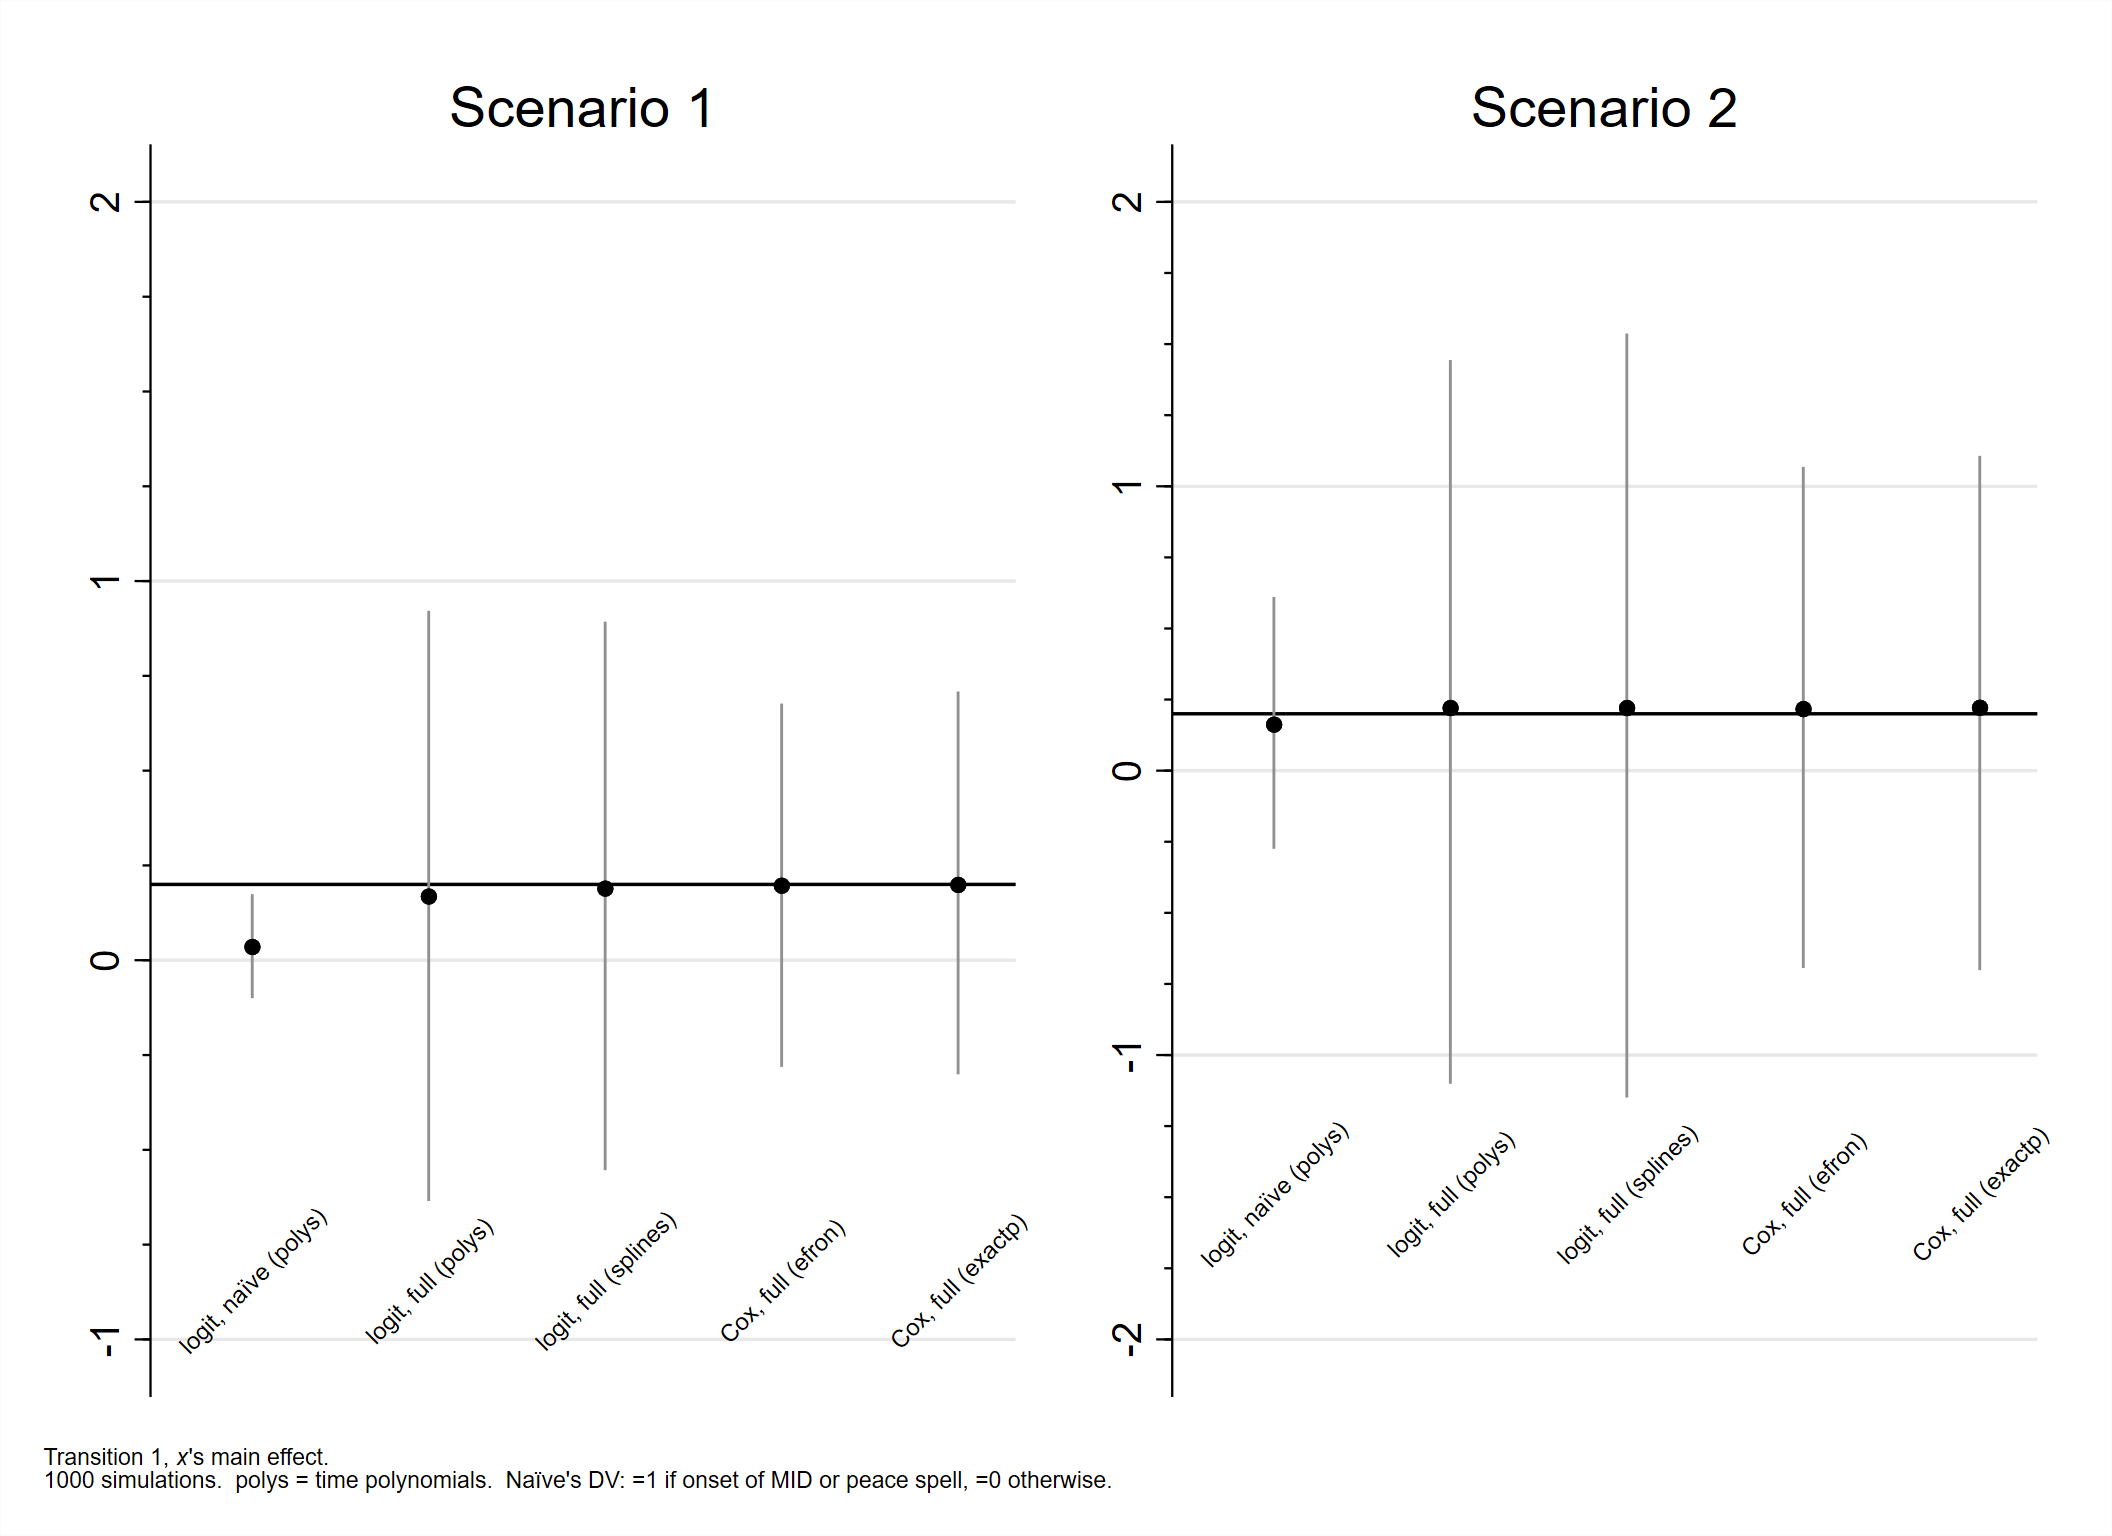 Scenario 1
2
1
0
-1
logit, naïve (polys)
logit, full (polys)
logit, full (splines)
Cox, full (efron)
Cox, full (exactp)
Scenario 2
2
1
0
-1
-2
logit, naïve (polys)
logit, full (polys)
logit, full (splines)
Cox, full (efron)
Cox, full (exactp)
Transition 1, x's main effect.
1000 simulations.  polys = time polynomials.  Naïve's DV: =1 if onset of MID or peace spell, =0 otherwise.